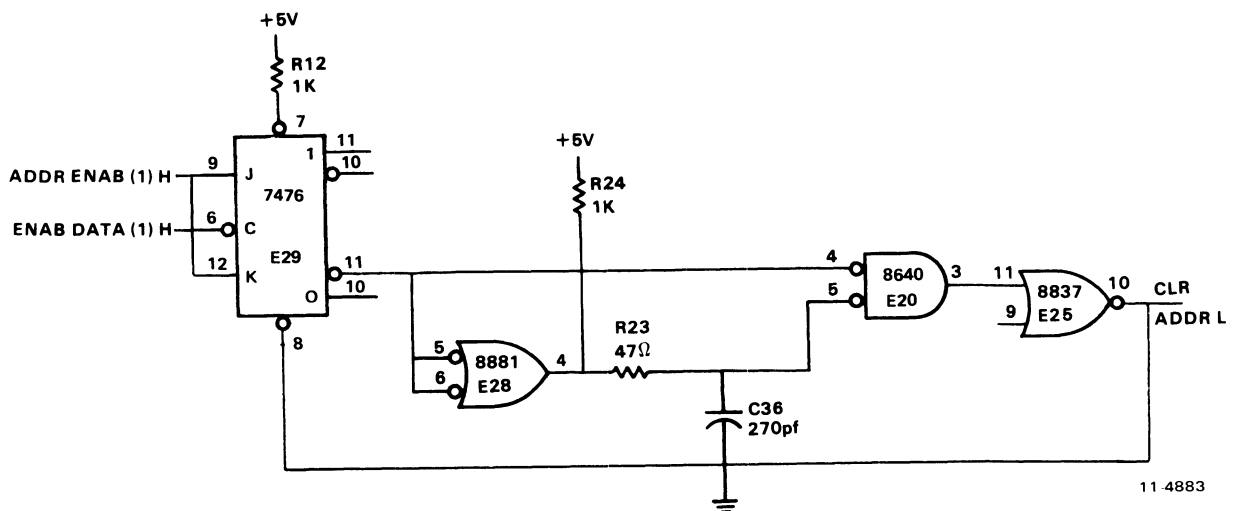 +5V
R12
1K
7
ADDR ENAB (1) H
9
J
1
11
10
7476
ENAB DATA (1) H
6
C
E29
12
K
11
O
10
8
+5V
R24
1K
5
6
8881
E28
4
R23
47Ω
C36
270pf
4
5
8640
E20
3
11
9
8837
E25
10
CLR
ADDR L
11-4883